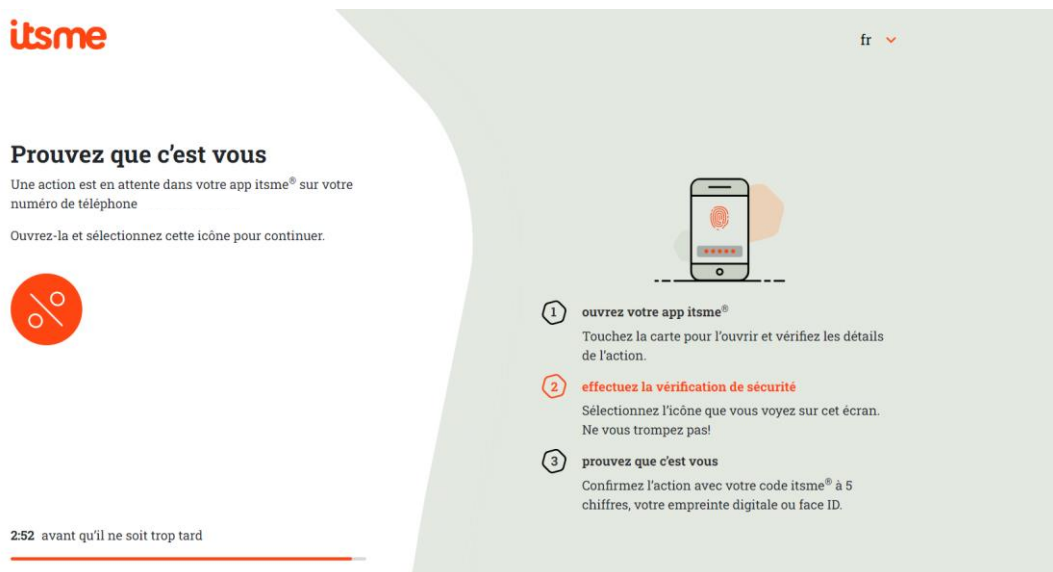 itsme
fr
Prouvez que c'est vous
Une action est en attente dans votre app itsme® sur votre
numéro de téléphone
Ouvrez-la et sélectionnez cette icône pour continuer.
1 ouvrez votre app itsme®
Touchez la carte pour l'ouvrir et vérifiez les détails
de l'action.
2 effectuez la vérification de sécurité
Sélectionnez l'icône que vous voyez sur cet écran.
Ne vous trompez pas!
3 prouvez que c'est vous
Confirmez l'action avec votre code itsme® à 5
chiffres, votre empreinte digitale ou face ID.
2:52 avant qu'il ne soit trop tard